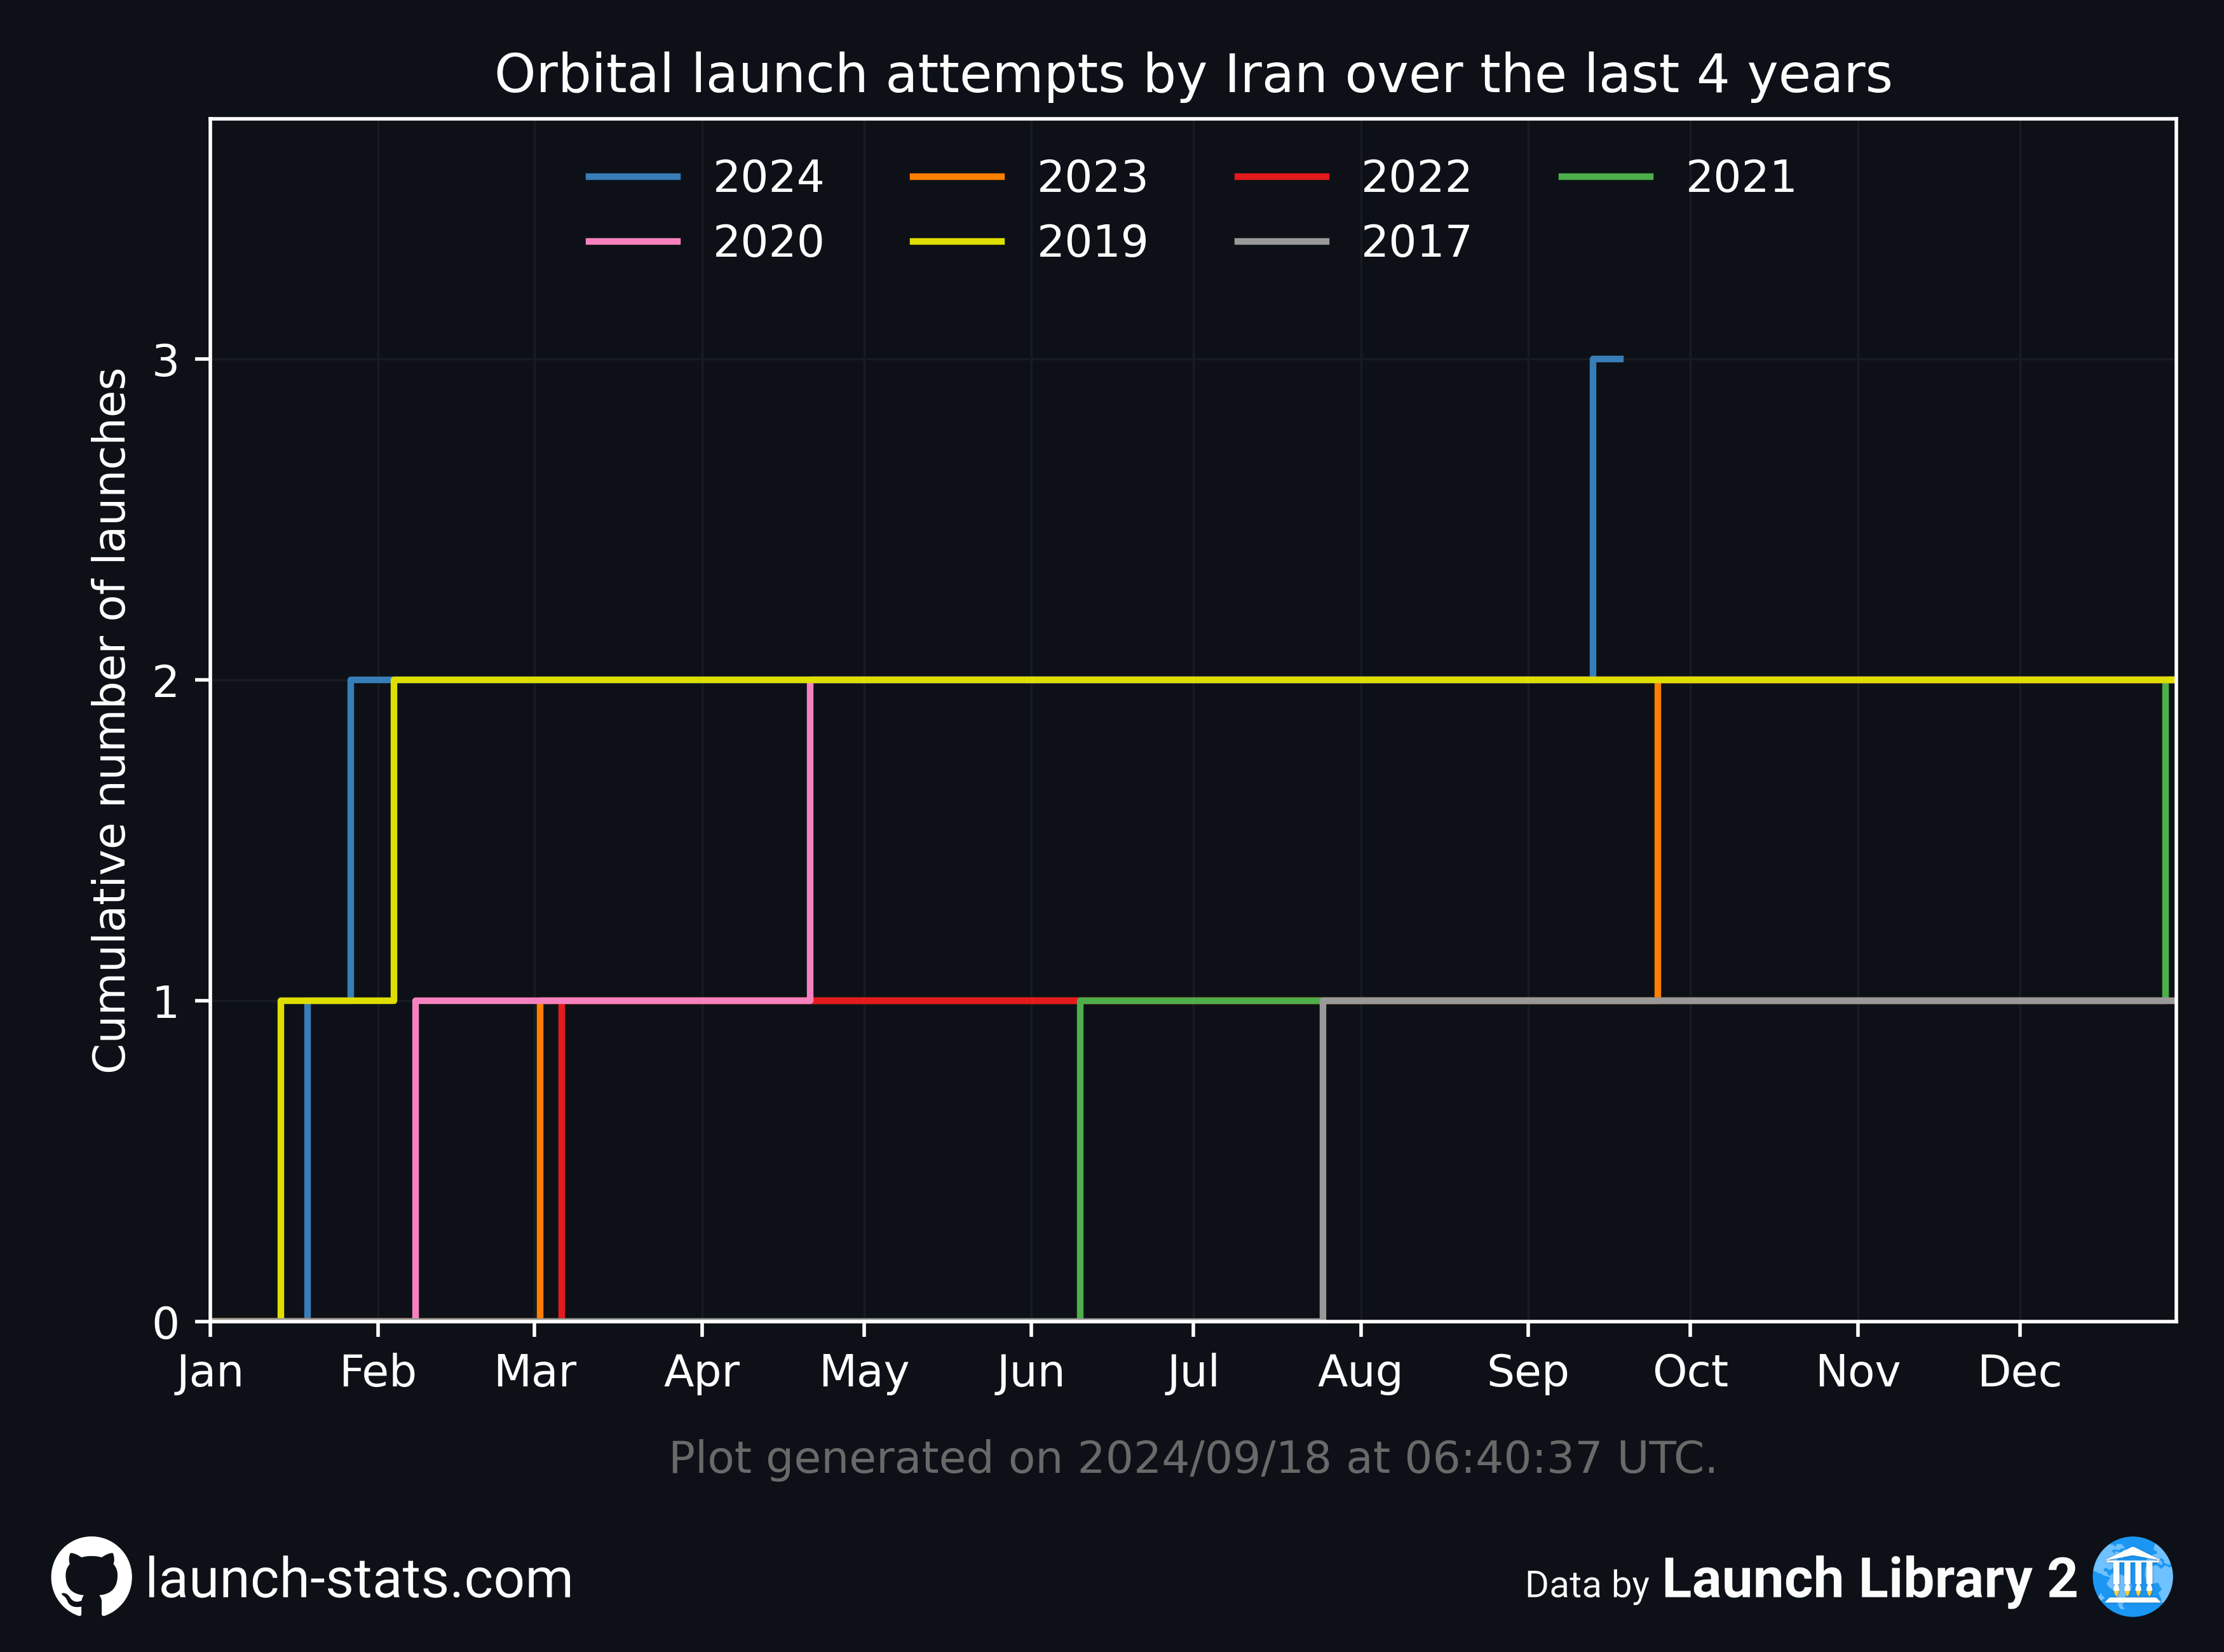 Orbital launch attempts by Iran over the last 4 years
2024 2023 2022 2021
2020 2019 2017
Cumulative number of launches
3
2
1
0
Jan Feb Mar Apr May Jun Jul Aug Sep Oct Nov Dec
Plot generated on 2024/09/18 at 06:40:37 UTC.
launch-stats.com
Data by Launch Library 2